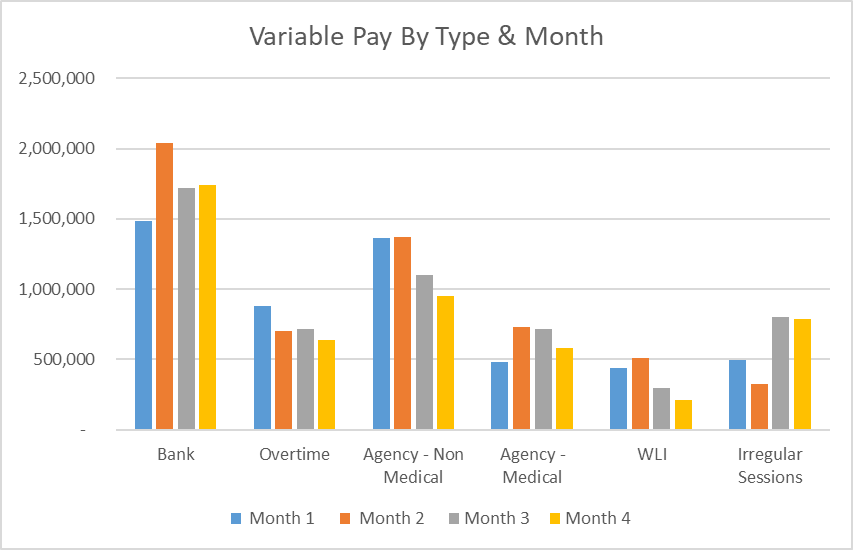 Variable Pay By Type & Month
2,500,000
2,000,000
1,500,000
1,000,000
500,000
-
Bank
Overtime
Agency - Non
Medical
Agency -
Medical
WLI
Irregular
Sessions
Month 1
Month 2
Month 3
Month 4